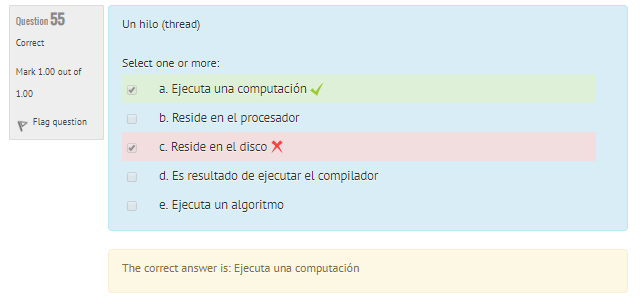 Question 55
Correct
Mark 1.00 out of
1.00
Flag question
Un hilo (thread)
Select one or more:
a. Ejecuta una computación
b. Reside en el procesador
c. Reside en el disco
d. Es resultado de ejecutar el compilador
e. Ejecuta un algoritmo
The correct answer is: Ejecuta una computación